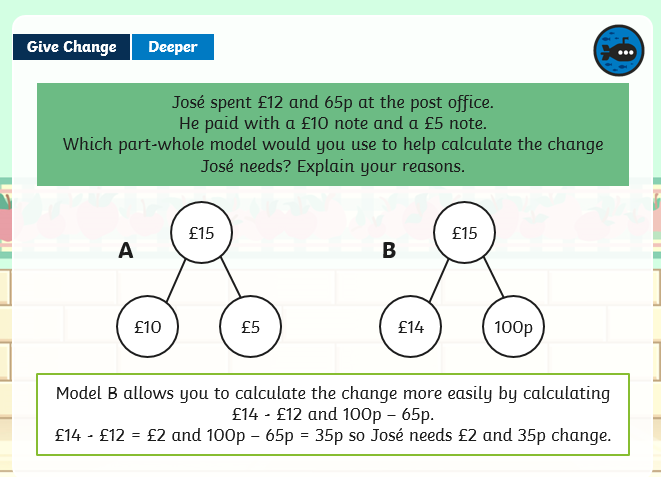 Give Change Deeper
José spent £12 and 65p at the post office.
He paid with a £10 note and a £5 note.
Which part-whole model would you use to help calculate the change
José needs? Explain your reasons.
A
£15
£10 £5
B
£15
£14 100p
Model B allows you to calculate the change more easily by calculating
£14 - £12 and 100p – 65p.
£14 - £12 = £2 and 100p – 65p = 35p so José needs £2 and 35p change.